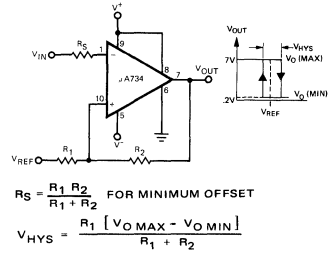 V+
9
VIN
RS
1
−
8
µA734
7
VOUT
10
+
6
5
V−
VREF
R1
R2
VOUT
VHYS
7V
VO (MAX)
.2V
VO (MIN)
VREF
RS = R1 R2 / R1 + R2 FOR MINIMUM OFFSET
VHYS = R1 [ VO MAX - VO MIN ] / R1 + R2